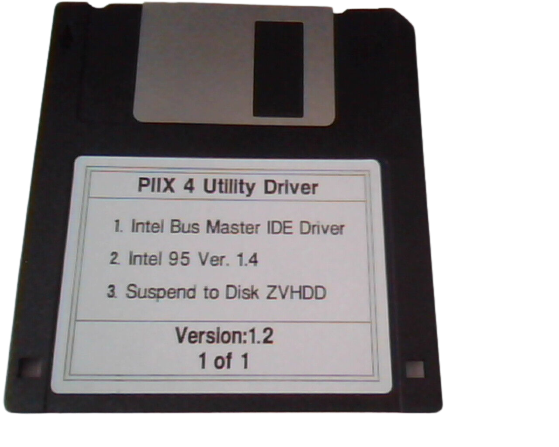 PIIX 4 Utility Driver
1. Intel Bus Master IDE Driver
2. Intel 95 Ver. 1.4
3. Suspend to Disk ZVHDD
Version:1.2
1 of 1